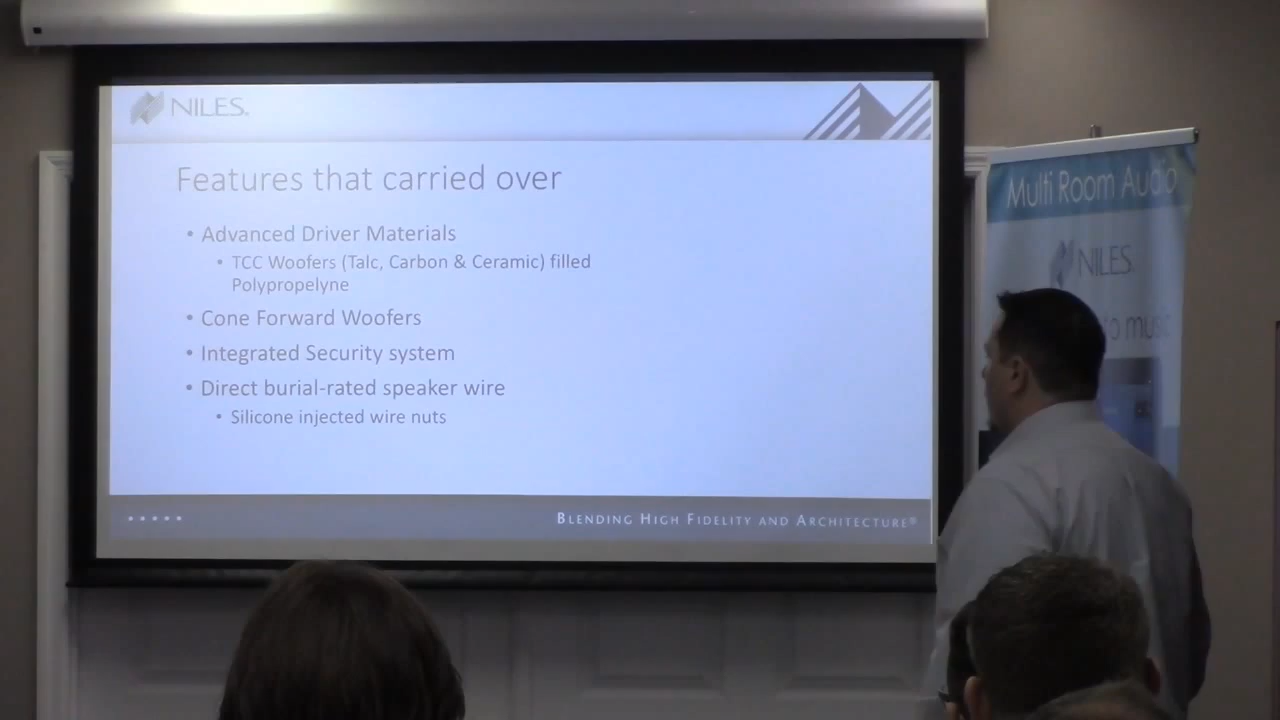 NILES®
Features that carried over
• Advanced Driver Materials
• TCC Woofers (Talc, Carbon & Ceramic) filled
Polypropelyne
• Cone Forward Woofers
• Integrated Security system
• Direct burial-rated speaker wire
• Silicone injected wire nuts
BLENDING HIGH FIDELITY AND ARCHITECTURE®
Multi Room Audio
NILES
music